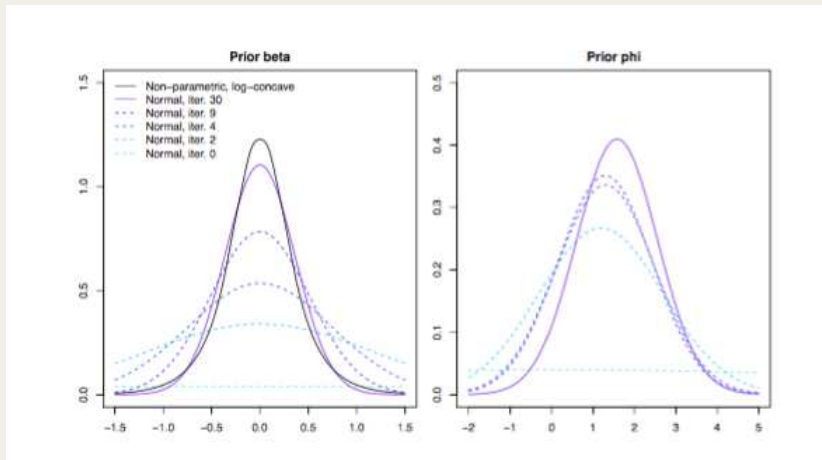 Prior beta
Non-parametric, log-concave
Normal, iter. 30
Normal, iter. 9
Normal, iter. 4
Normal, iter. 2
Normal, iter. 0
1.5
1.0
0.5
0.0
-1.5 -1.0 -0.5 0.0 0.5 1.0 1.5
Prior phi
0.5
0.4
0.3
0.2
0.1
0.0
-2 -1 0 1 2 3 4 5